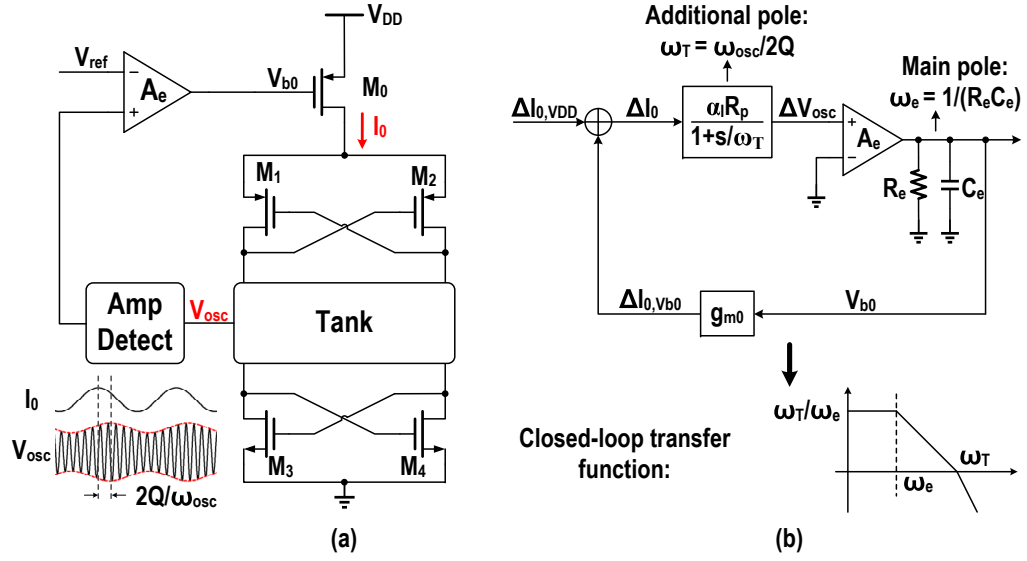 V_DD
V_ref
−
A_e
+
V_b0
M_0
I_0
M_1
M_2
Amp
Detect
V_osc
Tank
I_0
V_osc
2Q/ω_osc
M_3
M_4
(a)
Additional pole:
ω_T = ω_osc/2Q
Main pole:
ω_e = 1/(R_eC_e)
ΔI_0,VDD
ΔI_0
α_IR_p
1+s/ω_T
ΔV_osc
+
A_e
−
R_e
C_e
ΔI_0,Vb0
g_m0
V_b0
Closed-loop transfer
function:
ω_T/ω_e
ω_T
ω_e
(b)